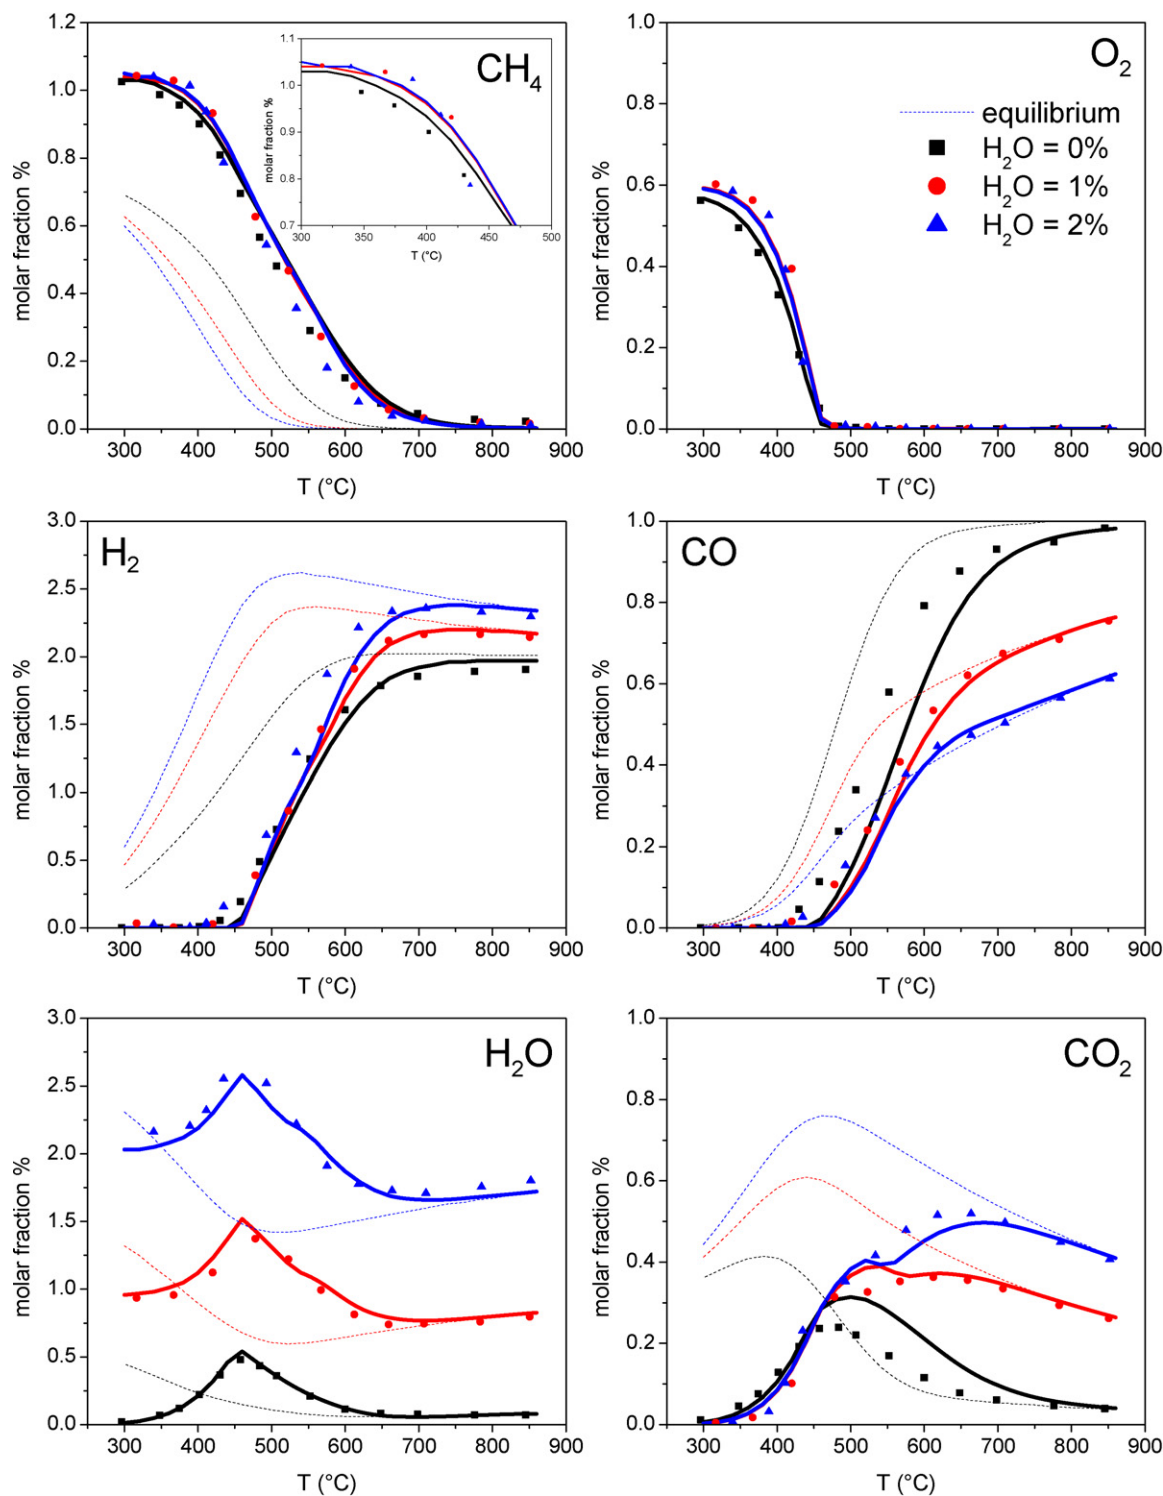 CH4
1.2
1.0
0.8
0.6
0.4
0.2
0.0
molar fraction %
300 400 500 600 700 800 900
T (°C)
1.1
1.0
0.9
0.8
0.7
molar fraction %
300 350 400 450 500
T (°C)
O2
equilibrium
H2O = 0%
H2O = 1%
H2O = 2%
1.0
0.8
0.6
0.4
0.2
0.0
molar fraction %
300 400 500 600 700 800 900
T (°C)
H2
3.0
2.5
2.0
1.5
1.0
0.5
0.0
molar fraction %
300 400 500 600 700 800 900
T (°C)
CO
1.0
0.8
0.6
0.4
0.2
0.0
molar fraction %
300 400 500 600 700 800 900
T (°C)
H2O
3.0
2.5
2.0
1.5
1.0
0.5
0.0
molar fraction %
300 400 500 600 700 800 900
T (°C)
CO2
1.0
0.8
0.6
0.4
0.2
0.0
molar fraction %
300 400 500 600 700 800 900
T (°C)